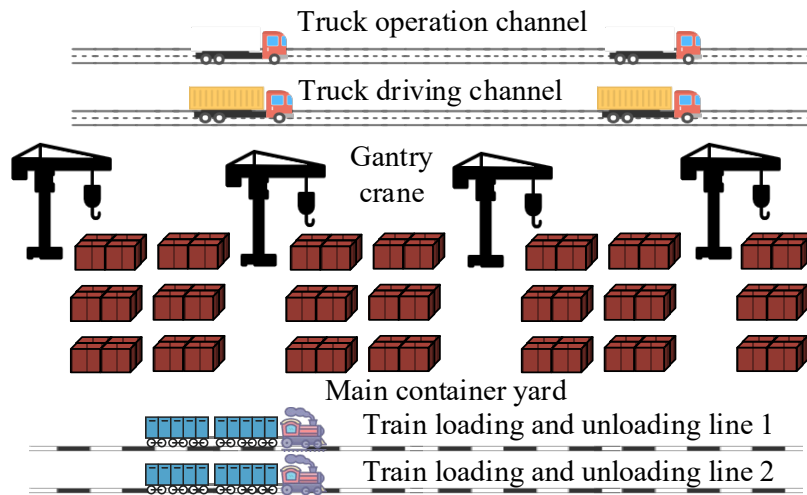 Truck operation channel
Truck driving channel
Gantry
crane
Main container yard
Train loading and unloading line 1
Train loading and unloading line 2